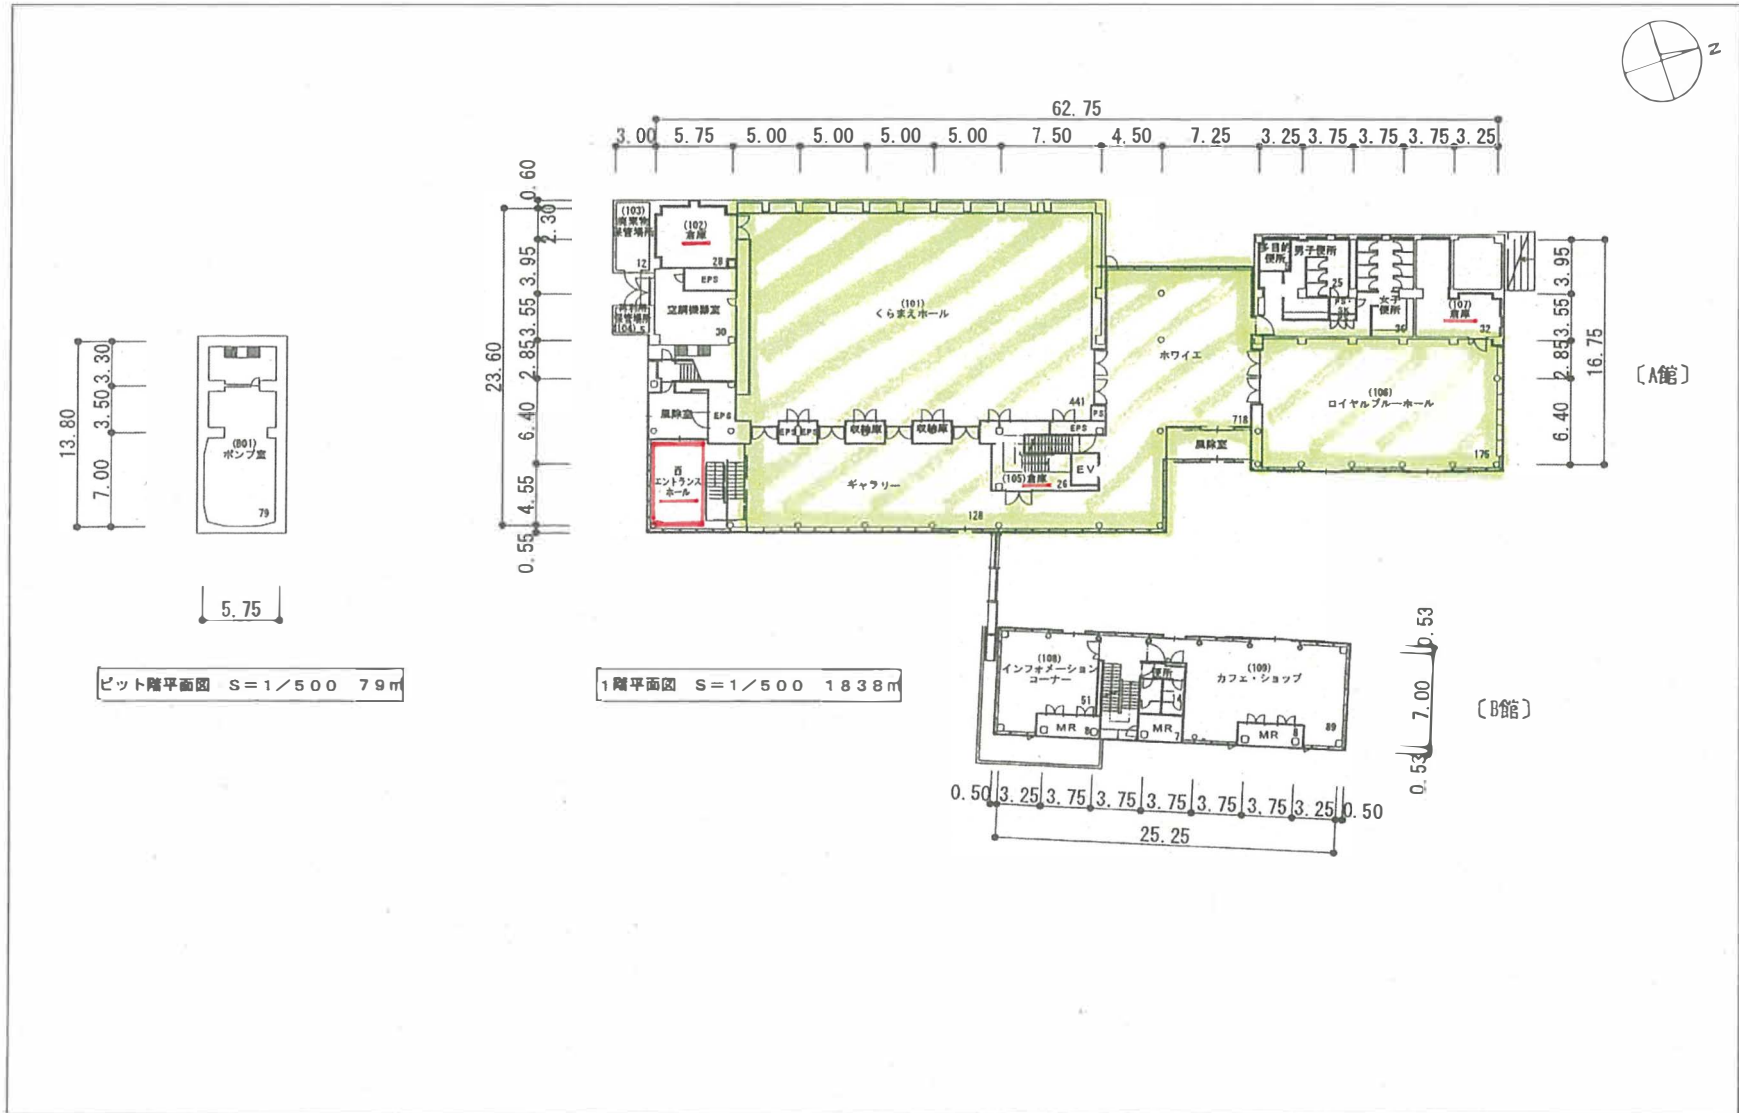 N
62.75
3.00 5.75 5.00 5.00 5.00 5.00 7.50 4.50 7.25 3.25 3.75 3.75 3.75 3.25
0.60
2.30
3.95
3.55
2.85
6.40
4.55
0.55
23.60
(103)
廃棄物
保管場所
12
(102)
倉庫
28
EPS
空調機械室
30
保管場所
(104) 5
風除室
EPS
西
エントランス
ホール
(101)
くらまえホール
441
EPS EPS
収納庫
収納庫
EPS
PS
EV
(105)倉庫
26
ギャラリー
128
ホワイエ
718
風除室
多目的
便所
男子便所
25
PS・
女子
便所
36
(107)
倉庫
32
(106)
ロイヤルブルーホール
176
3.95
3.55
2.85
6.40
16.75
〔A館〕
3.30
3.50
7.00
13.80
(B01)
ポンプ室
79
5.75
ピット階平面図 S=1/500 79㎡
1階平面図 S=1/500 1838㎡
(108)
インフォメーション
コーナー
51
MR 8
便所
14
MR 7
(109)
カフェ・ショップ
89
MR 8
0.53
7.00
0.53
〔B館〕
0.50 3.25 3.75 3.75 3.75 3.75 3.75 3.25 0.50
25.25